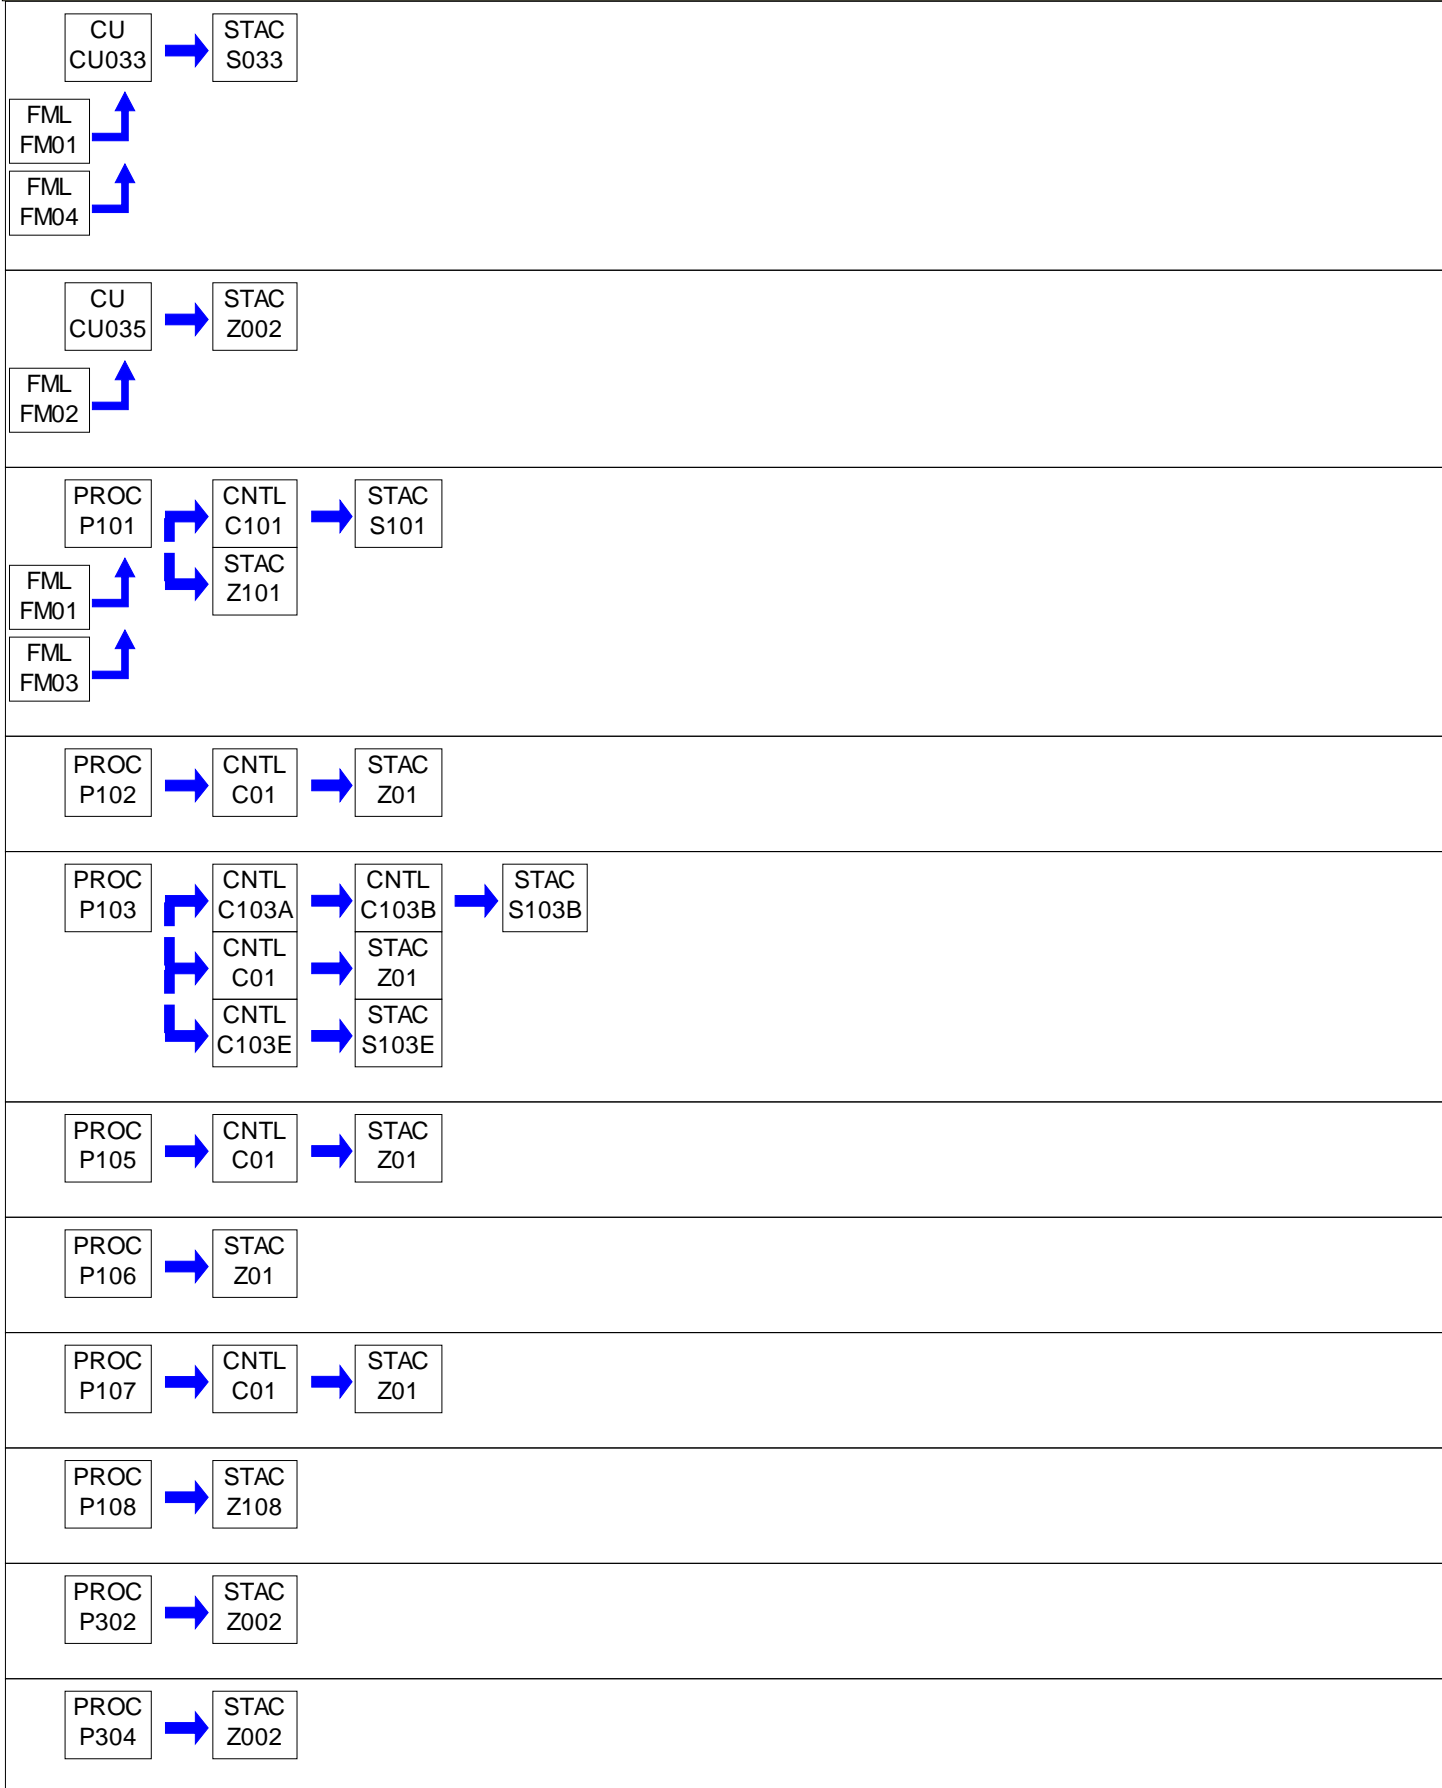 CU
CU033
STAC
S033
FML
FM01
FML
FM04
CU
CU035
STAC
Z002
FML
FM02
PROC
P101
CNTL
C101
STAC
S101
STAC
Z101
FML
FM01
FML
FM03
PROC
P102
CNTL
C01
STAC
Z01
PROC
P103
CNTL
C103A
CNTL
C103B
STAC
S103B
CNTL
C01
STAC
Z01
CNTL
C103E
STAC
S103E
PROC
P105
CNTL
C01
STAC
Z01
PROC
P106
STAC
Z01
PROC
P107
CNTL
C01
STAC
Z01
PROC
P108
STAC
Z108
PROC
P302
STAC
Z002
PROC
P304
STAC
Z002